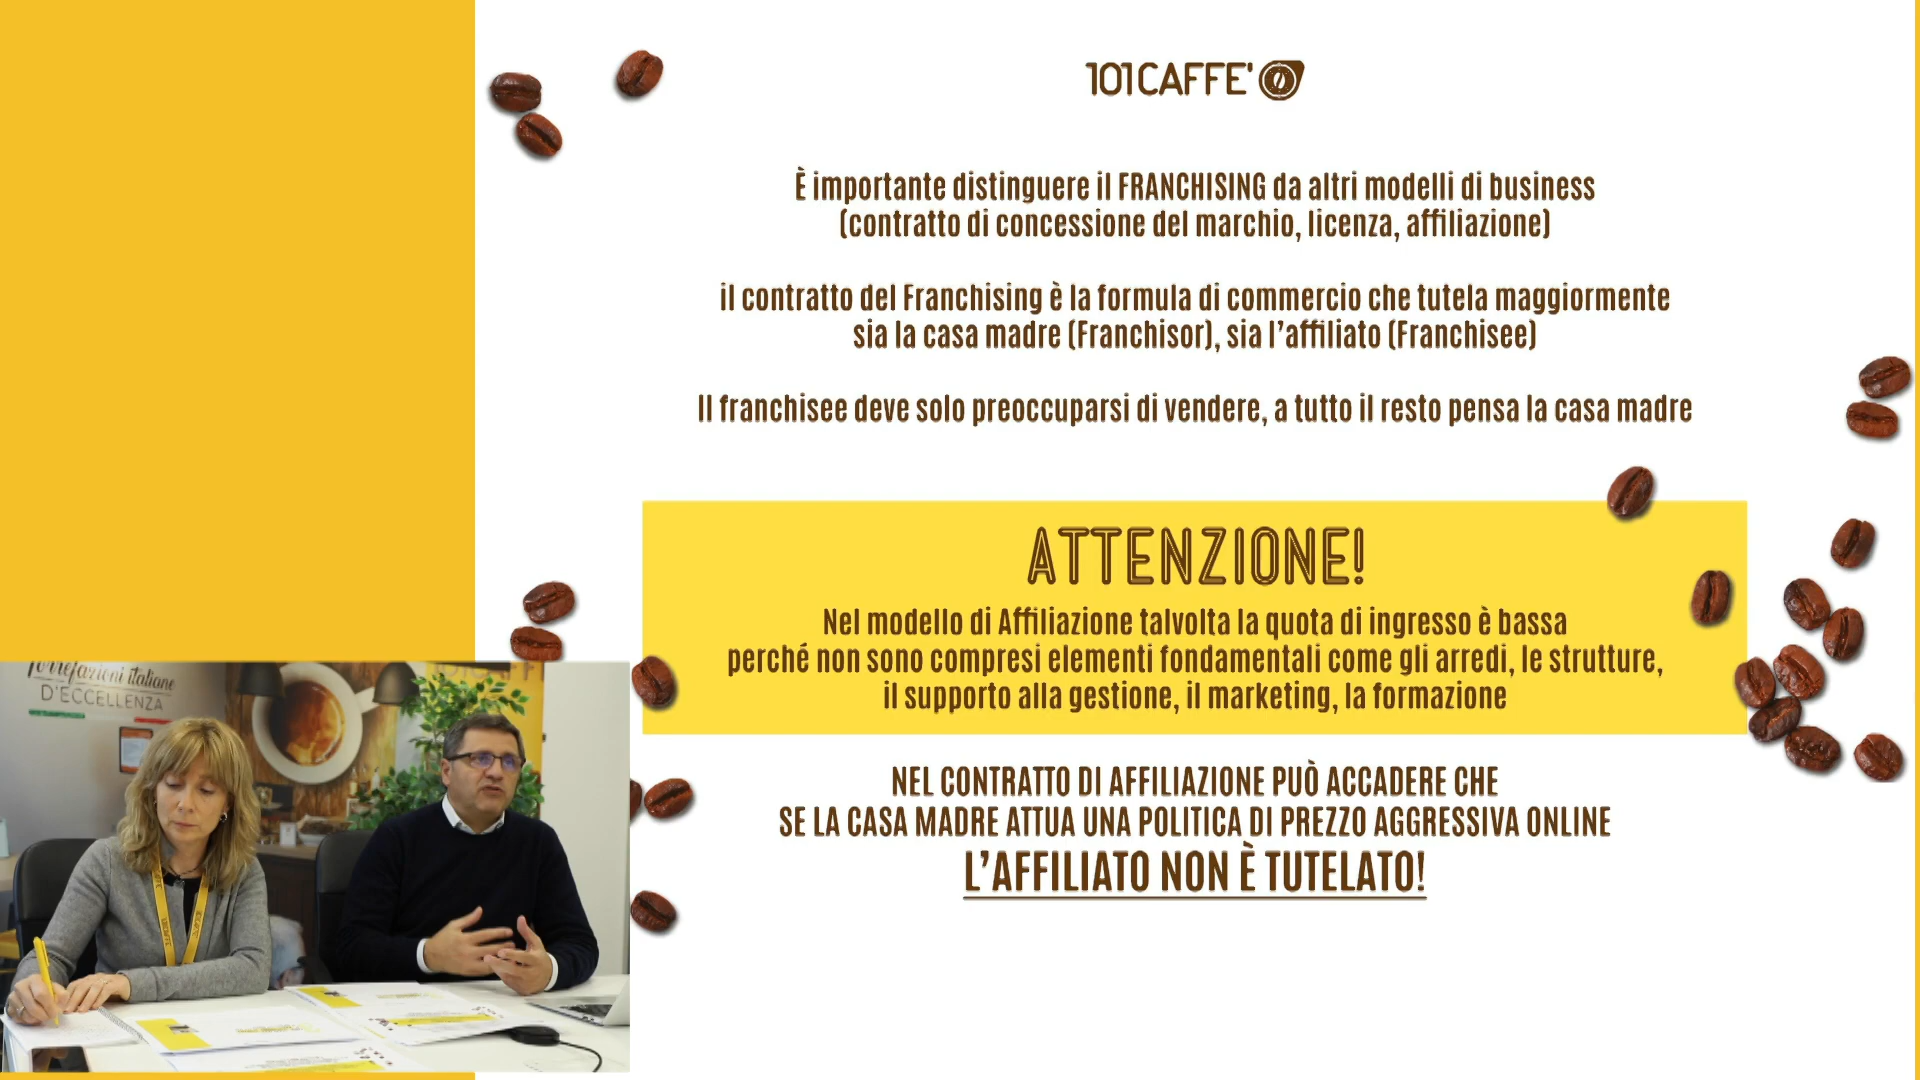 101CAFFE'
È importante distinguere il FRANCHISING da altri modelli di business
(contratto di concessione del marchio, licenza, affiliazione)
il contratto del Franchising è la formula di commercio che tutela maggiormente
sia la casa madre (Franchisor), sia l'affiliato (Franchisee)
Il franchisee deve solo preoccuparsi di vendere, a tutto il resto pensa la casa madre
ATTENZIONE!
Nel modello di Affiliazione talvolta la quota di ingresso è bassa
perché non sono compresi elementi fondamentali come gli arredi, le strutture,
il supporto alla gestione, il marketing, la formazione
NEL CONTRATTO DI AFFILIAZIONE PUÒ ACCADERE CHE
SE LA CASA MADRE ATTUA UNA POLITICA DI PREZZO AGGRESSIVA ONLINE
L'AFFILIATO NON È TUTELATO!
Torrefazioni italiane
D'ECCELLENZA